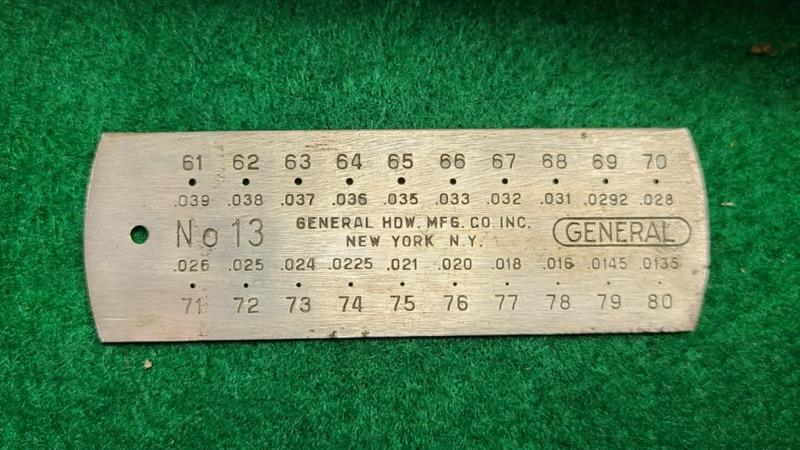 61 62 63 64 65 66 67 68 69 70
.039 .038 .037 .036 .035 .033 .032 .031 .0292 .028
No 13 GENERAL HDW. MFG. CO. INC. GENERAL
NEW YORK N.Y.
.026 .025 .024 .0225 .021 .020 .018 .016 .0145 .0135
71 72 73 74 75 76 77 78 79 80